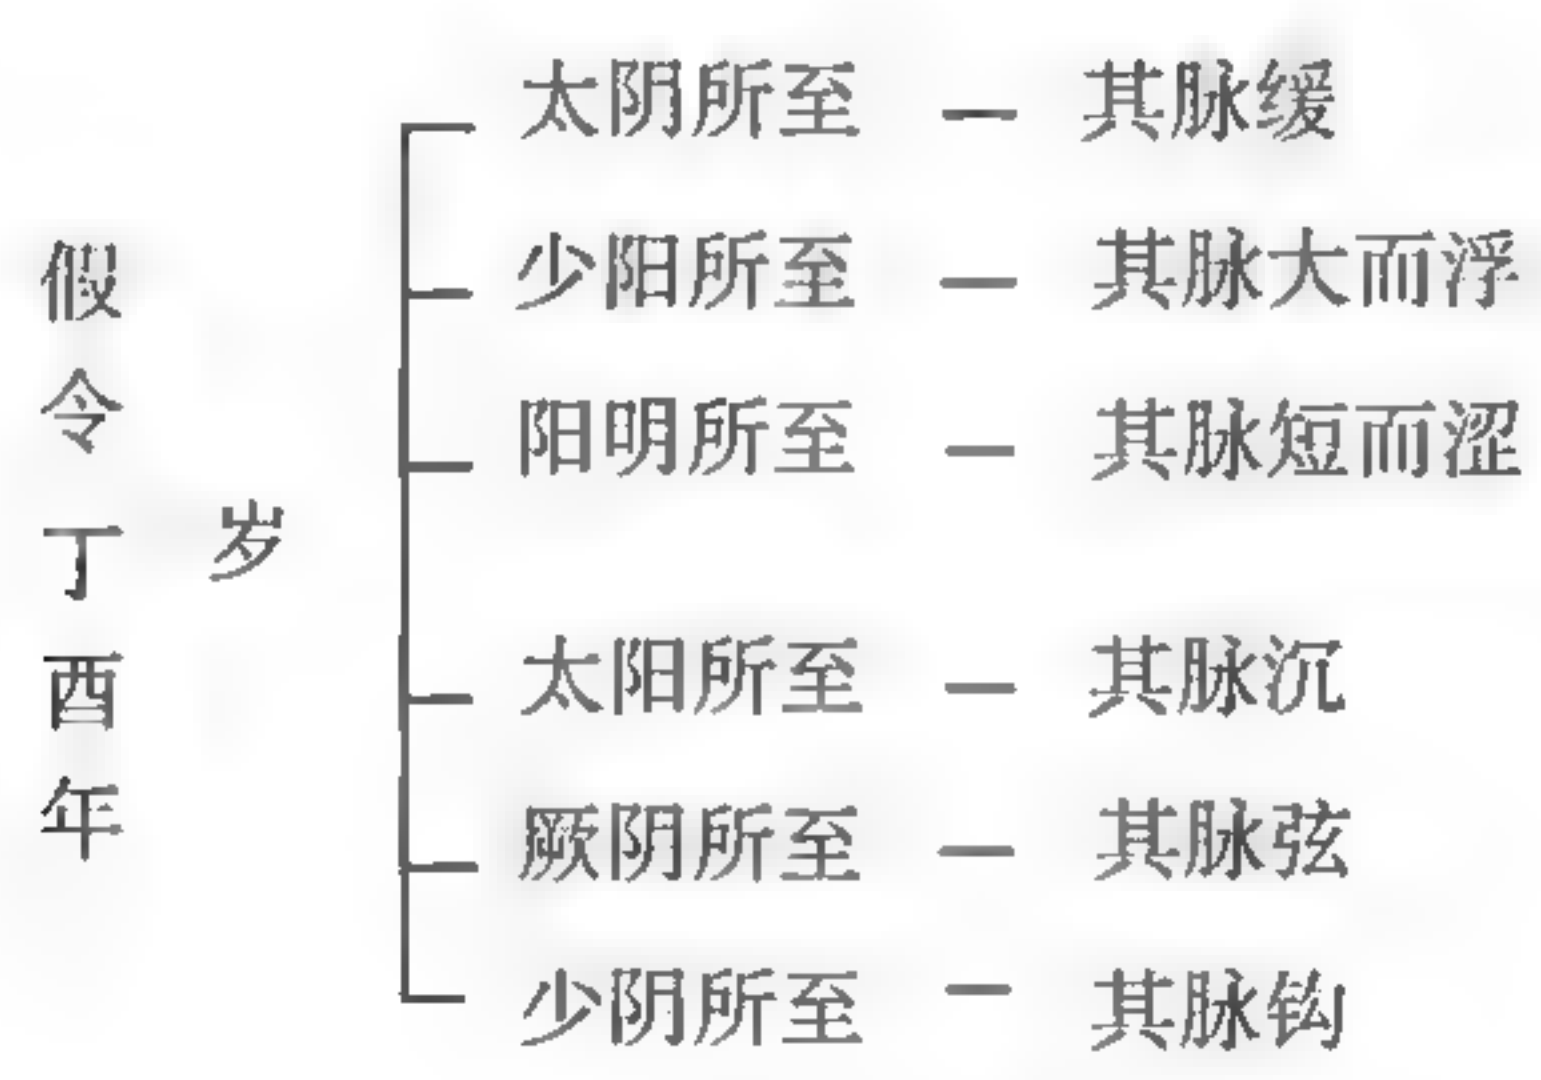 假令丁酉年
岁
太阴所至 — 其脉缓
少阳所至 — 其脉大而浮
阳明所至 — 其脉短而涩
太阳所至 — 其脉沉
厥阴所至 — 其脉弦
少阴所至 — 其脉钩